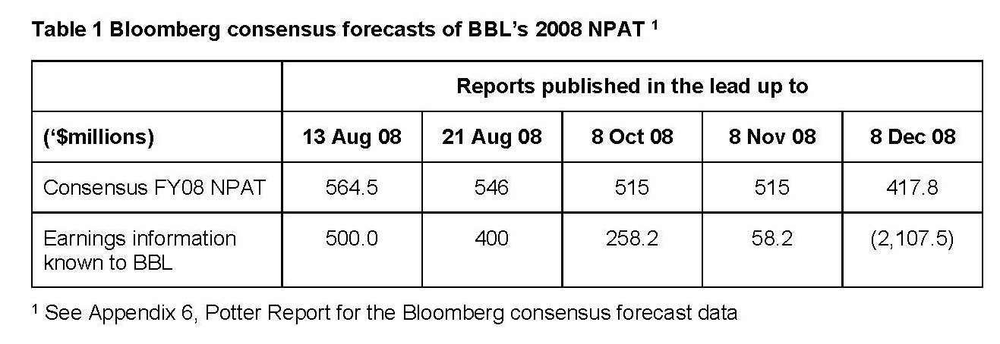 Table 1 Bloomberg consensus forecasts of BBL's 2008 NPAT ¹
Reports published in the lead up to
('$millions) 13 Aug 08 21 Aug 08 8 Oct 08 8 Nov 08 8 Dec 08
Consensus FY08 NPAT 564.5 546 515 515 417.8
Earnings information 500.0 400 258.2 58.2 (2,107.5)
known to BBL
¹ See Appendix 6, Potter Report for the Bloomberg consensus forecast data